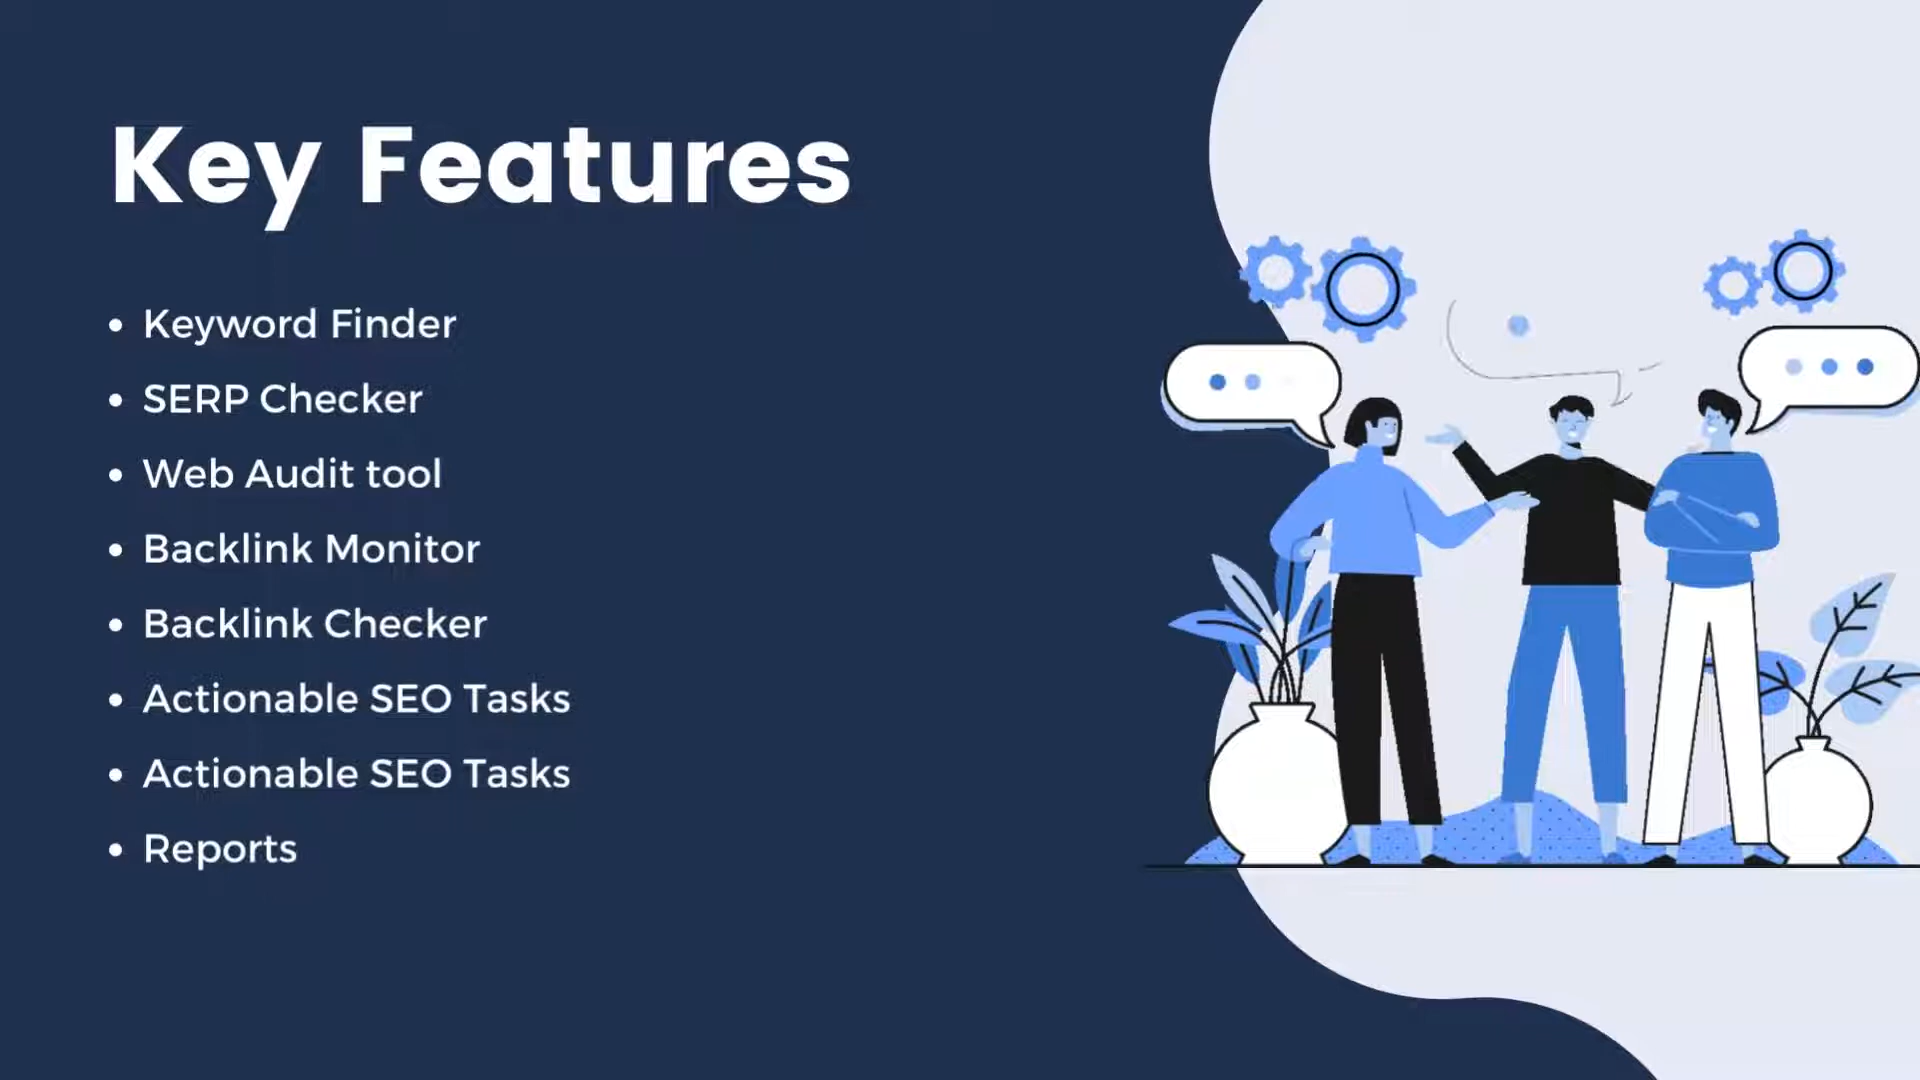 Key Features
Keyword Finder
SERP Checker
Web Audit tool
Backlink Monitor
Backlink Checker
Actionable SEO Tasks
Actionable SEO Tasks
Reports